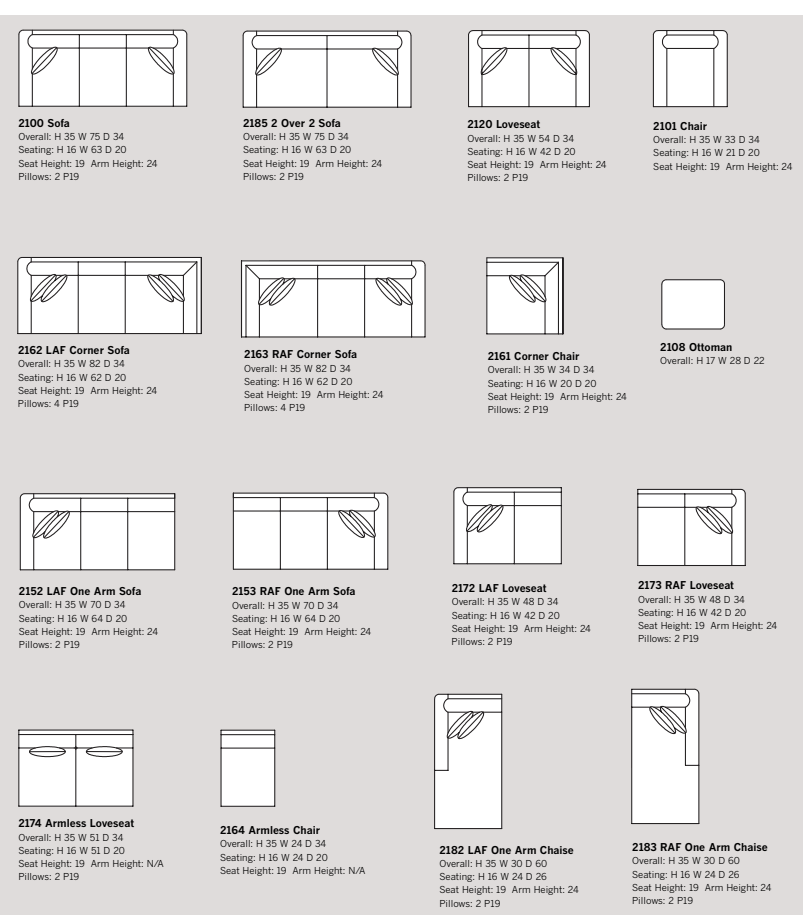 2100 Sofa
Overall: H 35 W 75 D 34
Seating: H 16 W 63 D 20
Seat Height: 19 Arm Height: 24
Pillows: 2 P19
2185 2 Over 2 Sofa
Overall: H 35 W 75 D 34
Seating: H 16 W 63 D 20
Seat Height: 19 Arm Height: 24
Pillows: 2 P19
2120 Loveseat
Overall: H 35 W 54 D 34
Seating: H 16 W 42 D 20
Seat Height: 19 Arm Height: 24
Pillows: 2 P19
2101 Chair
Overall: H 35 W 33 D 34
Seating: H 16 W 21 D 20
Seat Height: 19 Arm Height: 24
2162 LAF Corner Sofa
Overall: H 35 W 82 D 34
Seating: H 16 W 62 D 20
Seat Height: 19 Arm Height: 24
Pillows: 4 P19
2163 RAF Corner Sofa
Overall: H 35 W 82 D 34
Seating: H 16 W 62 D 20
Seat Height: 19 Arm Height: 24
Pillows: 4 P19
2161 Corner Chair
Overall: H 35 W 34 D 34
Seating: H 16 W 20 D 20
Seat Height: 19 Arm Height: 24
Pillows: 2 P19
2108 Ottoman
Overall: H 17 W 28 D 22
2152 LAF One Arm Sofa
Overall: H 35 W 70 D 34
Seating: H 16 W 64 D 20
Seat Height: 19 Arm Height: 24
Pillows: 2 P19
2153 RAF One Arm Sofa
Overall: H 35 W 70 D 34
Seating: H 16 W 64 D 20
Seat Height: 19 Arm Height: 24
Pillows: 2 P19
2172 LAF Loveseat
Overall: H 35 W 48 D 34
Seating: H 16 W 42 D 20
Seat Height: 19 Arm Height: 24
Pillows: 2 P19
2173 RAF Loveseat
Overall: H 35 W 48 D 34
Seating: H 16 W 42 D 20
Seat Height: 19 Arm Height: 24
Pillows: 2 P19
2174 Armless Loveseat
Overall: H 35 W 51 D 34
Seating: H 16 W 51 D 20
Seat Height: 19 Arm Height: N/A
Pillows: 2 P19
2164 Armless Chair
Overall: H 35 W 24 D 34
Seating: H 16 W 24 D 20
Seat Height: 19 Arm Height: N/A
2182 LAF One Arm Chaise
Overall: H 35 W 30 D 60
Seating: H 16 W 24 D 26
Seat Height: 19 Arm Height: 24
Pillows: 2 P19
2183 RAF One Arm Chaise
Overall: H 35 W 30 D 60
Seating: H 16 W 24 D 26
Seat Height: 19 Arm Height: 24
Pillows: 2 P19